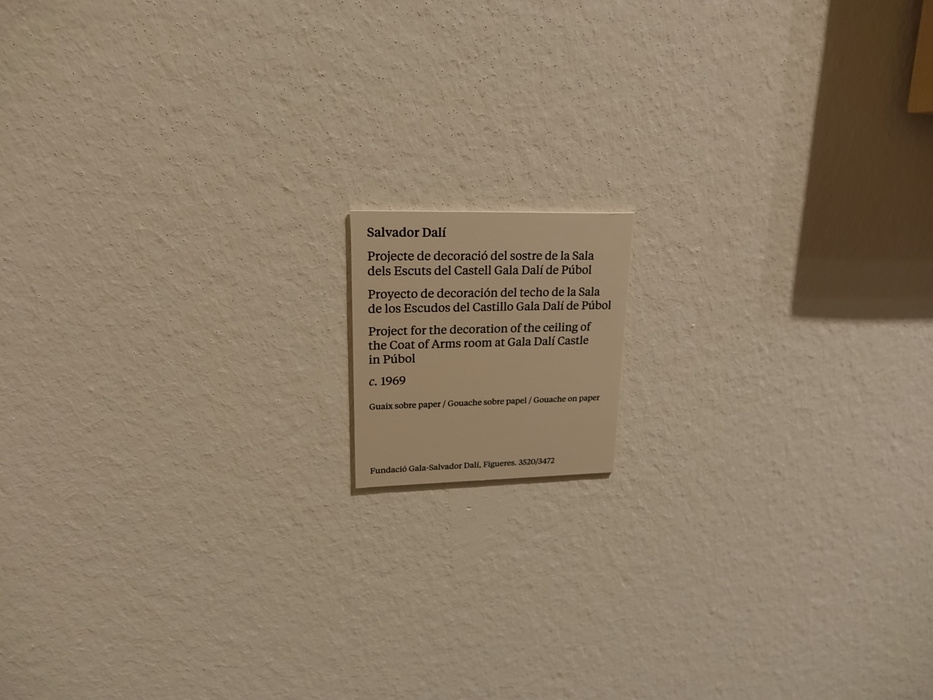 Salvador Dalí
Projecte de decoració del sostre de la Sala
dels Escuts del Castell Gala Dalí de Púbol
Proyecto de decoración del techo de la Sala
de los Escudos del Castillo Gala Dalí de Púbol
Project for the decoration of the ceiling of
the Coat of Arms room at Gala Dalí Castle
in Púbol
c. 1969
Guaix sobre paper / Gouache sobre papel / Gouache on paper
Fundació Gala-Salvador Dalí, Figueres. 3520/3472